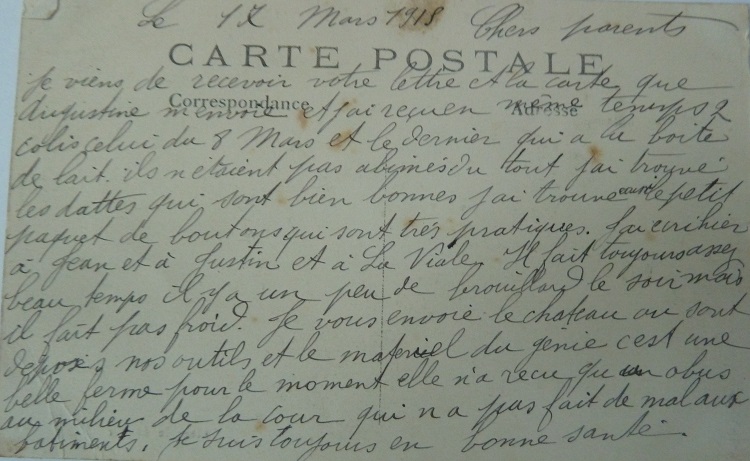 Le 17 Mars 1918 Chers parents
CARTE POSTALE
Je viens de recevoir votre lettre et la carte que
Correspondance
Adresse
Augustine m'envoie et j'ai reçu en même temps 2
colis celui du 8 Mars et le dernier qui a la boite
de lait. ils n'etaient pas abimés du tout j'ai trouvé
les dattes qui sont bien bonnes j'ai trouve aussi le petit
paquet de boutons qui sont très pratiques. J'ai ecri hier
à Jean et à Justin et à La Viale. Il fait toujours assez
beau temps il y a un peu de brouillard le soir mais
il fait pas froid. Je vous envoie le chateau ou sont
deposés nos outils et le materiel du genie c'est une
belle ferme pour le moment elle n'a recu qu'un obus
au milieu de la cour qui n'a pas fait de mal aux
batiments. Je suis toujours en bonne santé.